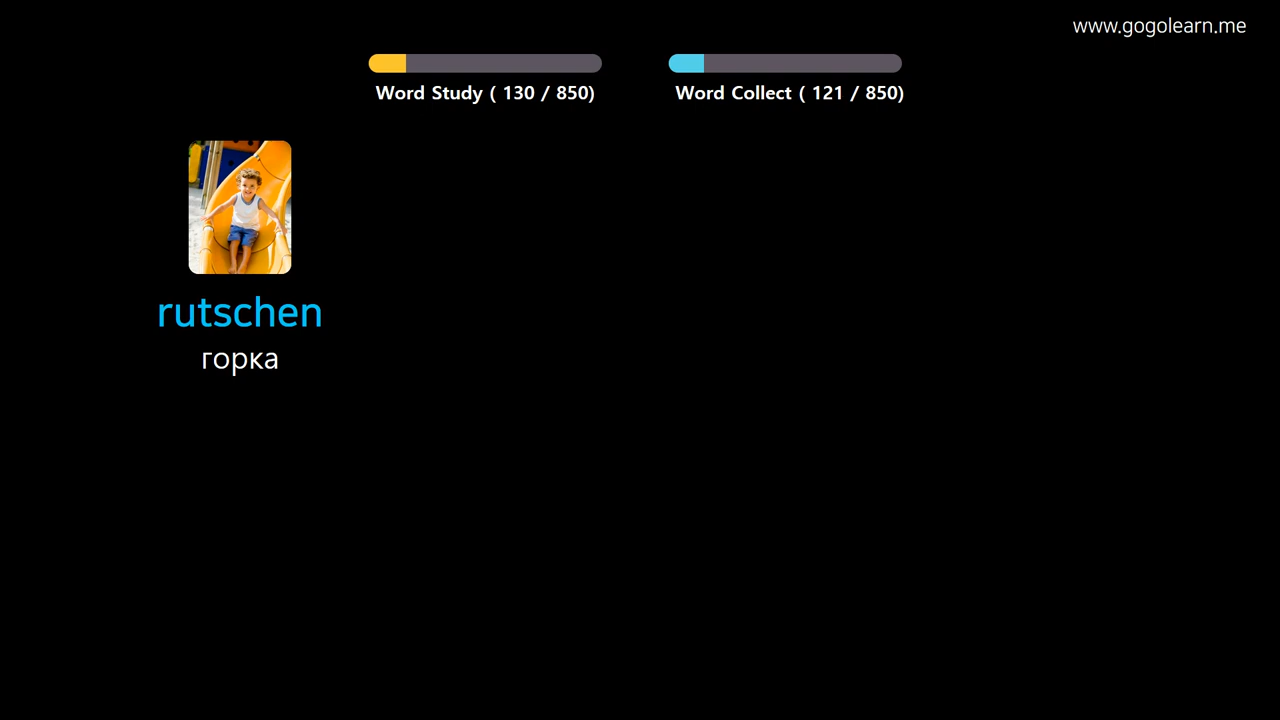 www.gogolearn.me
Word Study ( 130 / 850)
Word Collect ( 121 / 850)
rutschen
горка